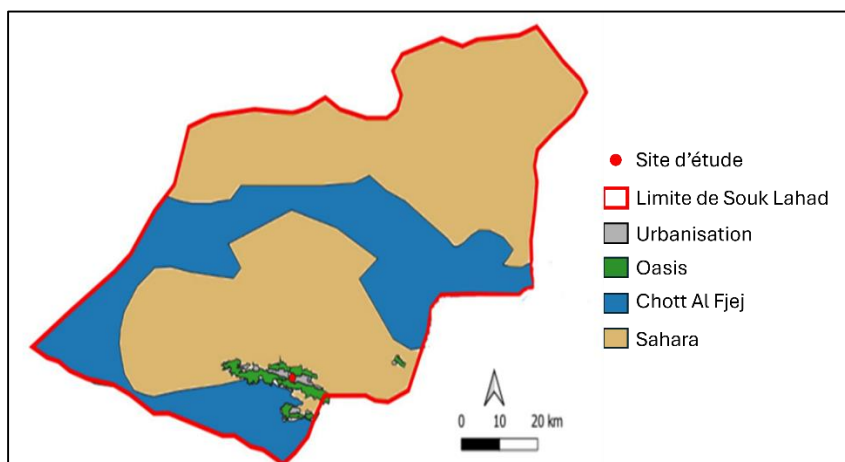 Site d'étude
Limite de Souk Lahad
Urbanisation
Oasis
Chott Al Fjej
Sahara
0 10 20 km